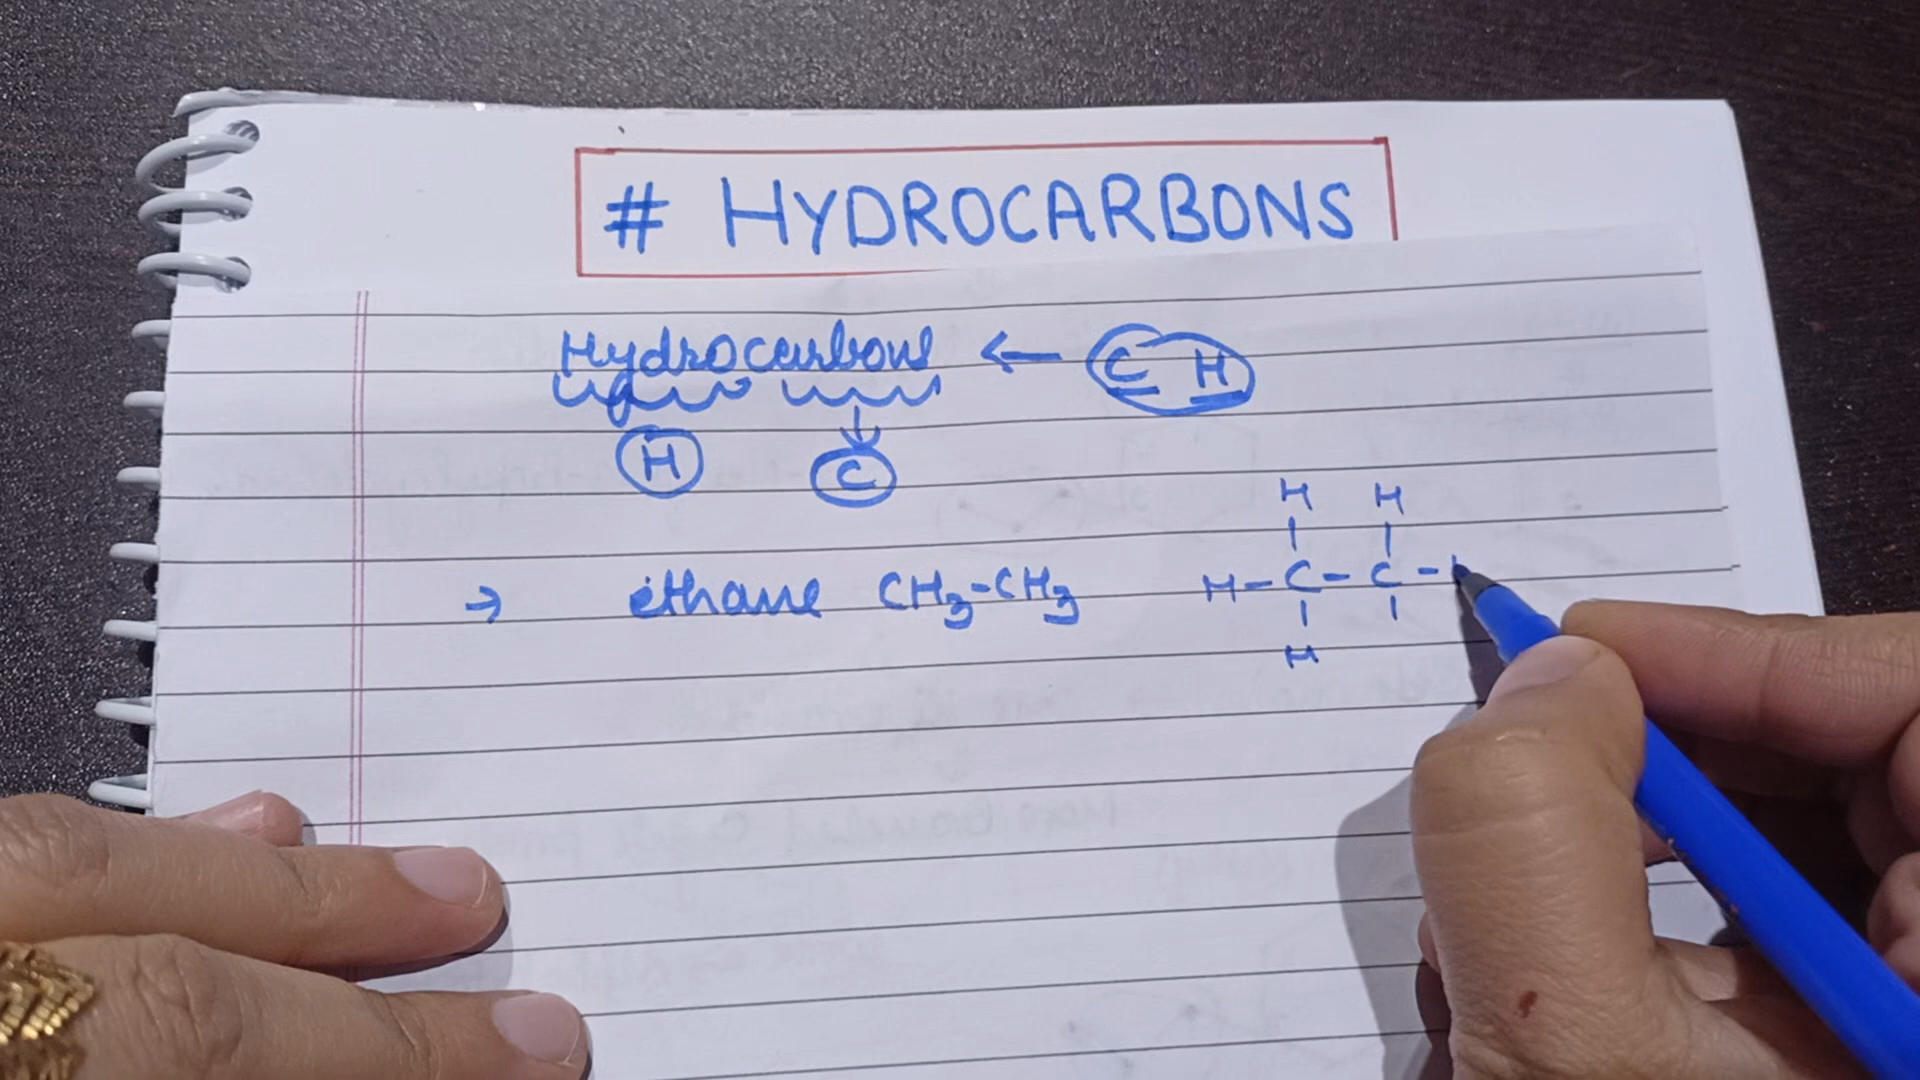 # HYDROCARBONS
Hydrocarbons ← C H
H C
→ ethane CH3-CH3
H H
H-C-C-
H